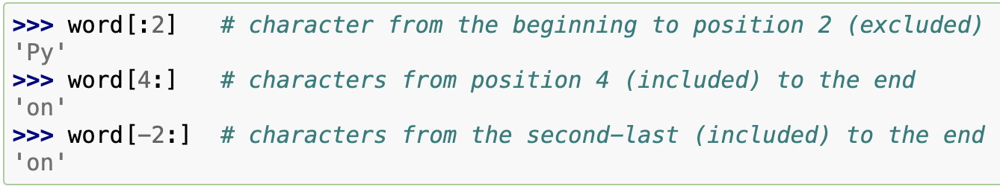 >>> word[:2]   # character from the beginning to position 2 (excluded)
'Py'
>>> word[4:]   # characters from position 4 (included) to the end
'on'
>>> word[-2:]  # characters from the second-last (included) to the end
'on'